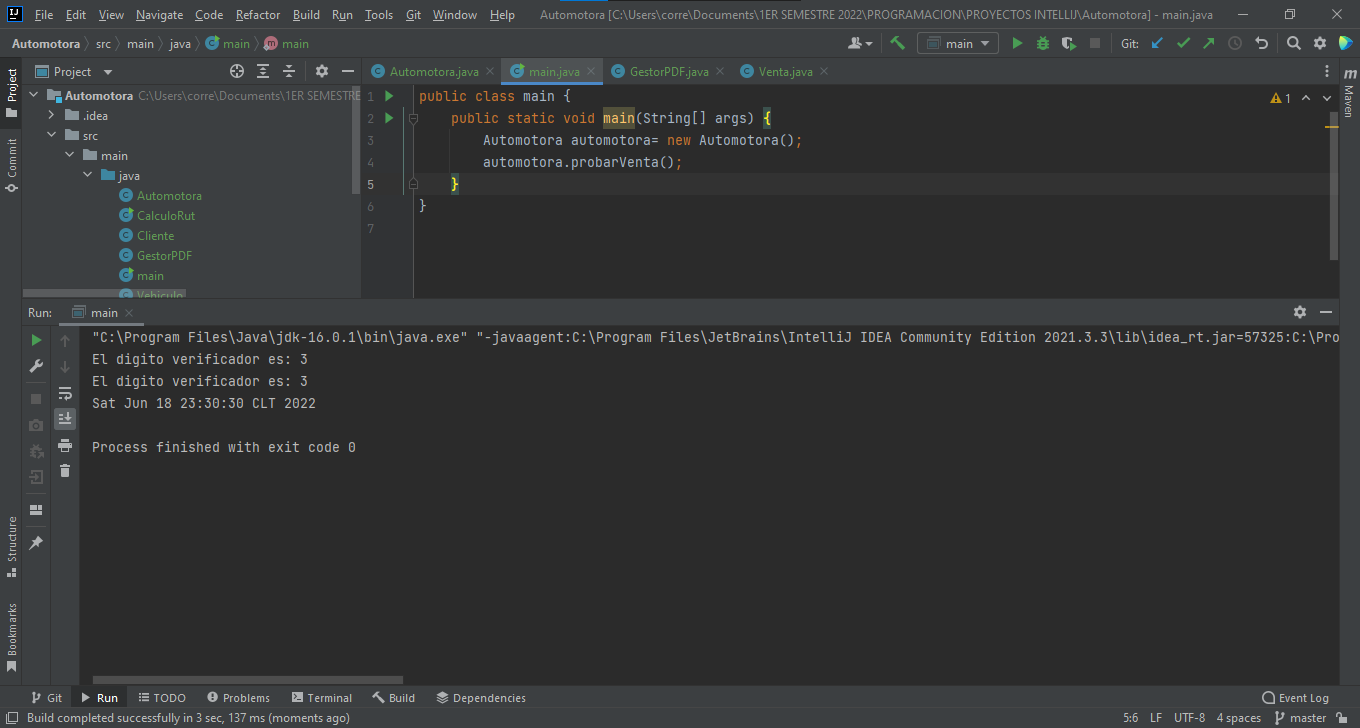 File Edit View Navigate Code Refactor Build Run Tools Git Window Help Automotora [C:\Users\corre\Documents\1ER SEMESTRE 2022\PROGRAMACION\PROYECTOS INTELLIJ\Automotora] - main.java
Automotora src main java main main
main
Git:
Project
Automotora.java main.java GestorPDF.java Venta.java
Project
Commit
Structure
Bookmarks
Maven
Automotora C:\Users\corre\Documents\1ER SEMESTRE
.idea
src
main
java
Automotora
CalculoRut
Cliente
GestorPDF
main
Vehiculo
1 public class main {
2 public static void main(String[] args) {
3 Automotora automotora= new Automotora();
4 automotora.probarVenta();
5 }
6 }
7
1
Run: main
"C:\Program Files\Java\jdk-16.0.1\bin\java.exe" "-javaagent:C:\Program Files\JetBrains\IntelliJ IDEA Community Edition 2021.3.3\lib\idea_rt.jar=57325:C:\Pro
El digito verificador es: 3
El digito verificador es: 3
Sat Jun 18 23:30:30 CLT 2022
Process finished with exit code 0
Git Run TODO Problems Terminal Build Dependencies Event Log
Build completed successfully in 3 sec, 137 ms (moments ago) 5:6 LF UTF-8 4 spaces master